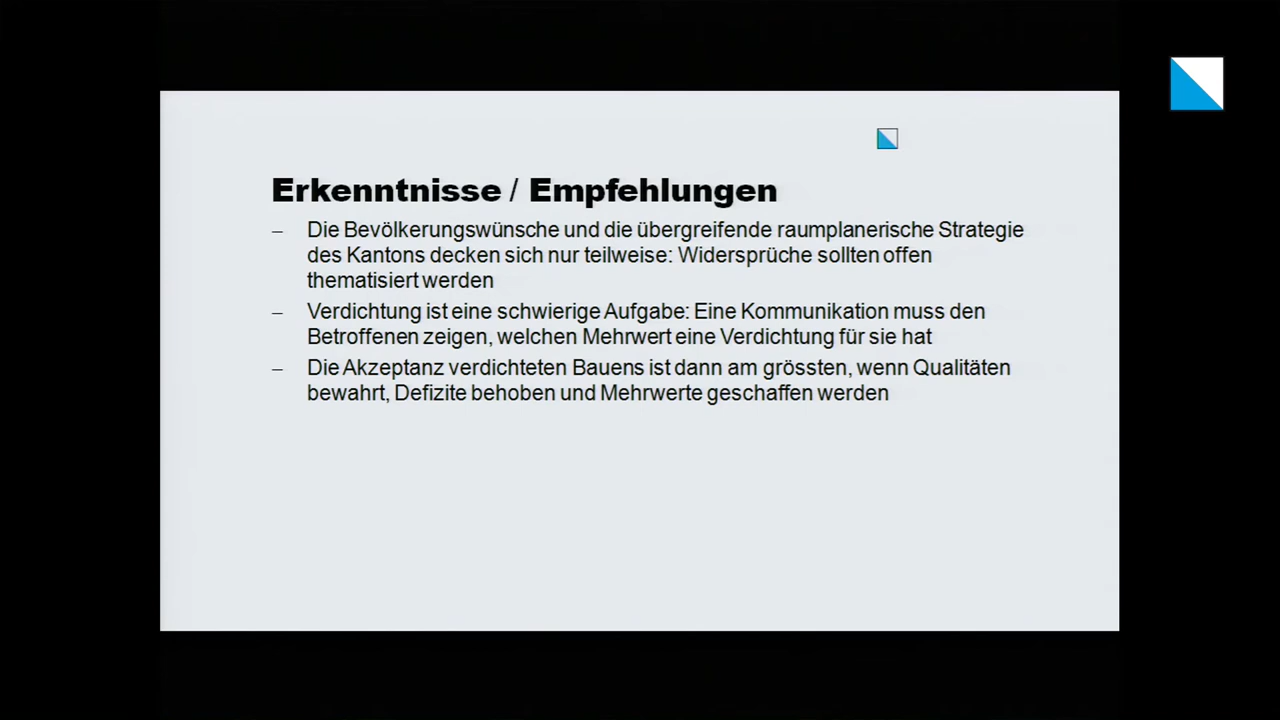 Erkenntnisse / Empfehlungen
– Die Bevölkerungswünsche und die übergreifende raumplanerische Strategie
des Kantons decken sich nur teilweise: Widersprüche sollten offen
thematisiert werden
– Verdichtung ist eine schwierige Aufgabe: Eine Kommunikation muss den
Betroffenen zeigen, welchen Mehrwert eine Verdichtung für sie hat
– Die Akzeptanz verdichteten Bauens ist dann am grössten, wenn Qualitäten
bewahrt, Defizite behoben und Mehrwerte geschaffen werden